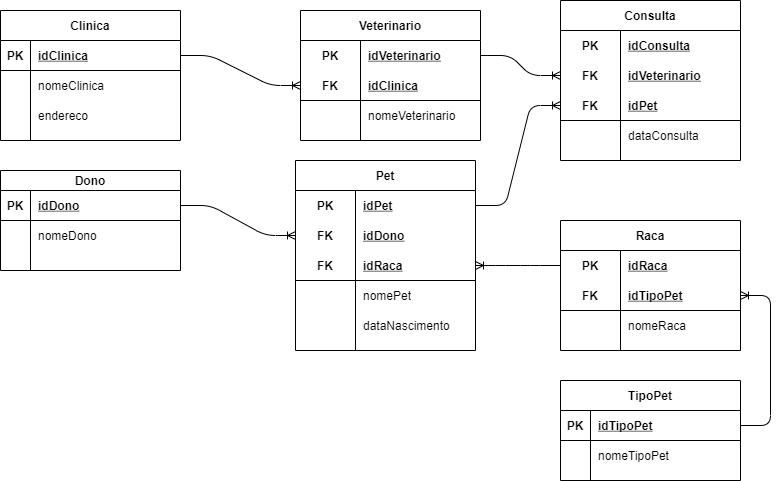 Clinica
PK idClinica
nomeClinica
endereco
Veterinario
PK idVeterinario
FK idClinica
nomeVeterinario
Consulta
PK idConsulta
FK idVeterinario
FK idPet
dataConsulta
Dono
PK idDono
nomeDono
Pet
PK idPet
FK idDono
FK idRaca
nomePet
dataNascimento
Raca
PK idRaca
FK idTipoPet
nomeRaca
TipoPet
PK idTipoPet
nomeTipoPet